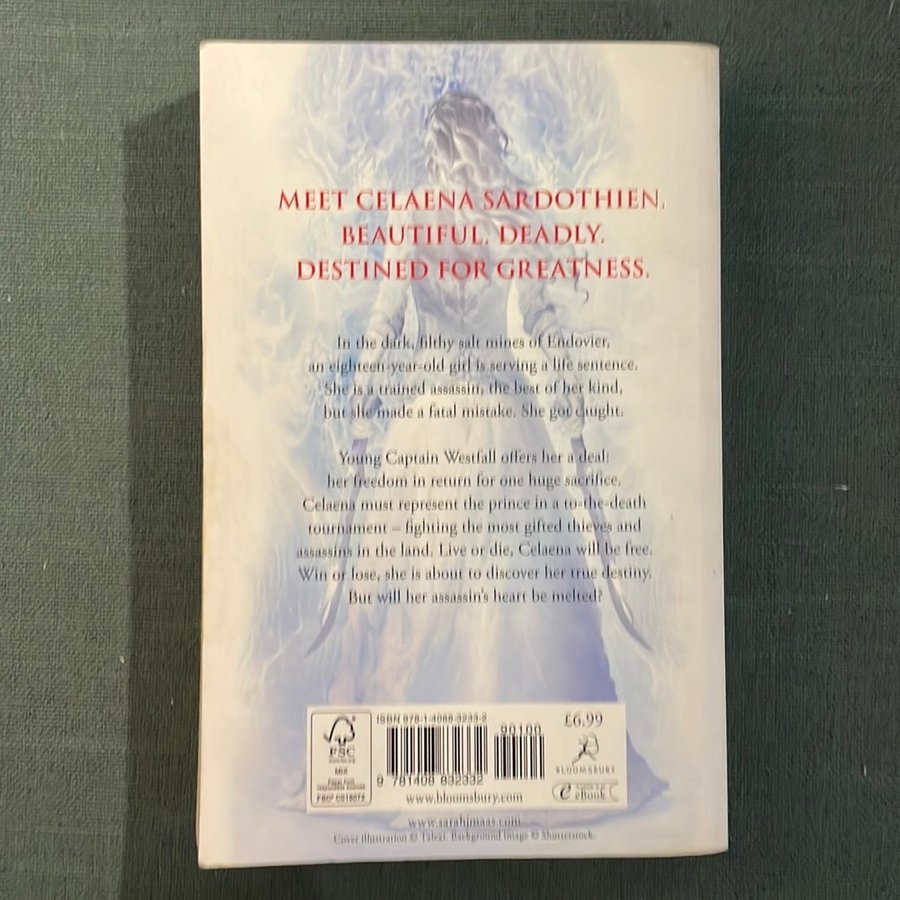 MEET CELAENA SARDOTHIEN.
BEAUTIFUL. DEADLY.
DESTINED FOR GREATNESS.
In the dark, filthy salt mines of Endovier,
an eighteen-year-old girl is serving a life sentence.
She is a trained assassin, the best of her kind,
but she made a fatal mistake. She got caught.
Young Captain Westfall offers her a deal:
her freedom in return for one huge sacrifice.
Celaena must represent the prince in a to-the-death
tournament – fighting the most gifted thieves and
assassins in the land. Live or die, Celaena will be free.
Win or lose, she is about to discover her true destiny.
But will her assassin's heart be melted?
FSC
MIX
ISBN 978-1-4088-3233-2
90100
9 781408 832332
£6.99
BLOOMSBURY
eBook
www.bloomsbury.com
www.sarahjmaas.com
Cover illustration © Talexi. Background image © Shutterstock.